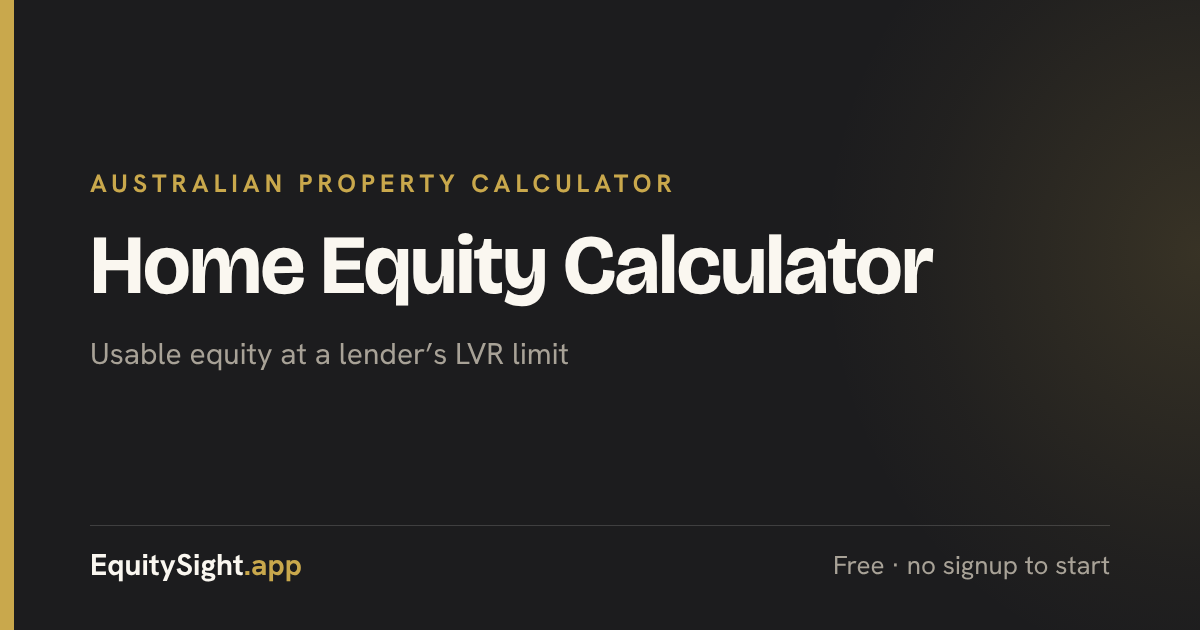 AUSTRALIAN PROPERTY CALCULATOR
Home Equity Calculator
Usable equity at a lender’s LVR limit
EquitySight.app
Free · no signup to start